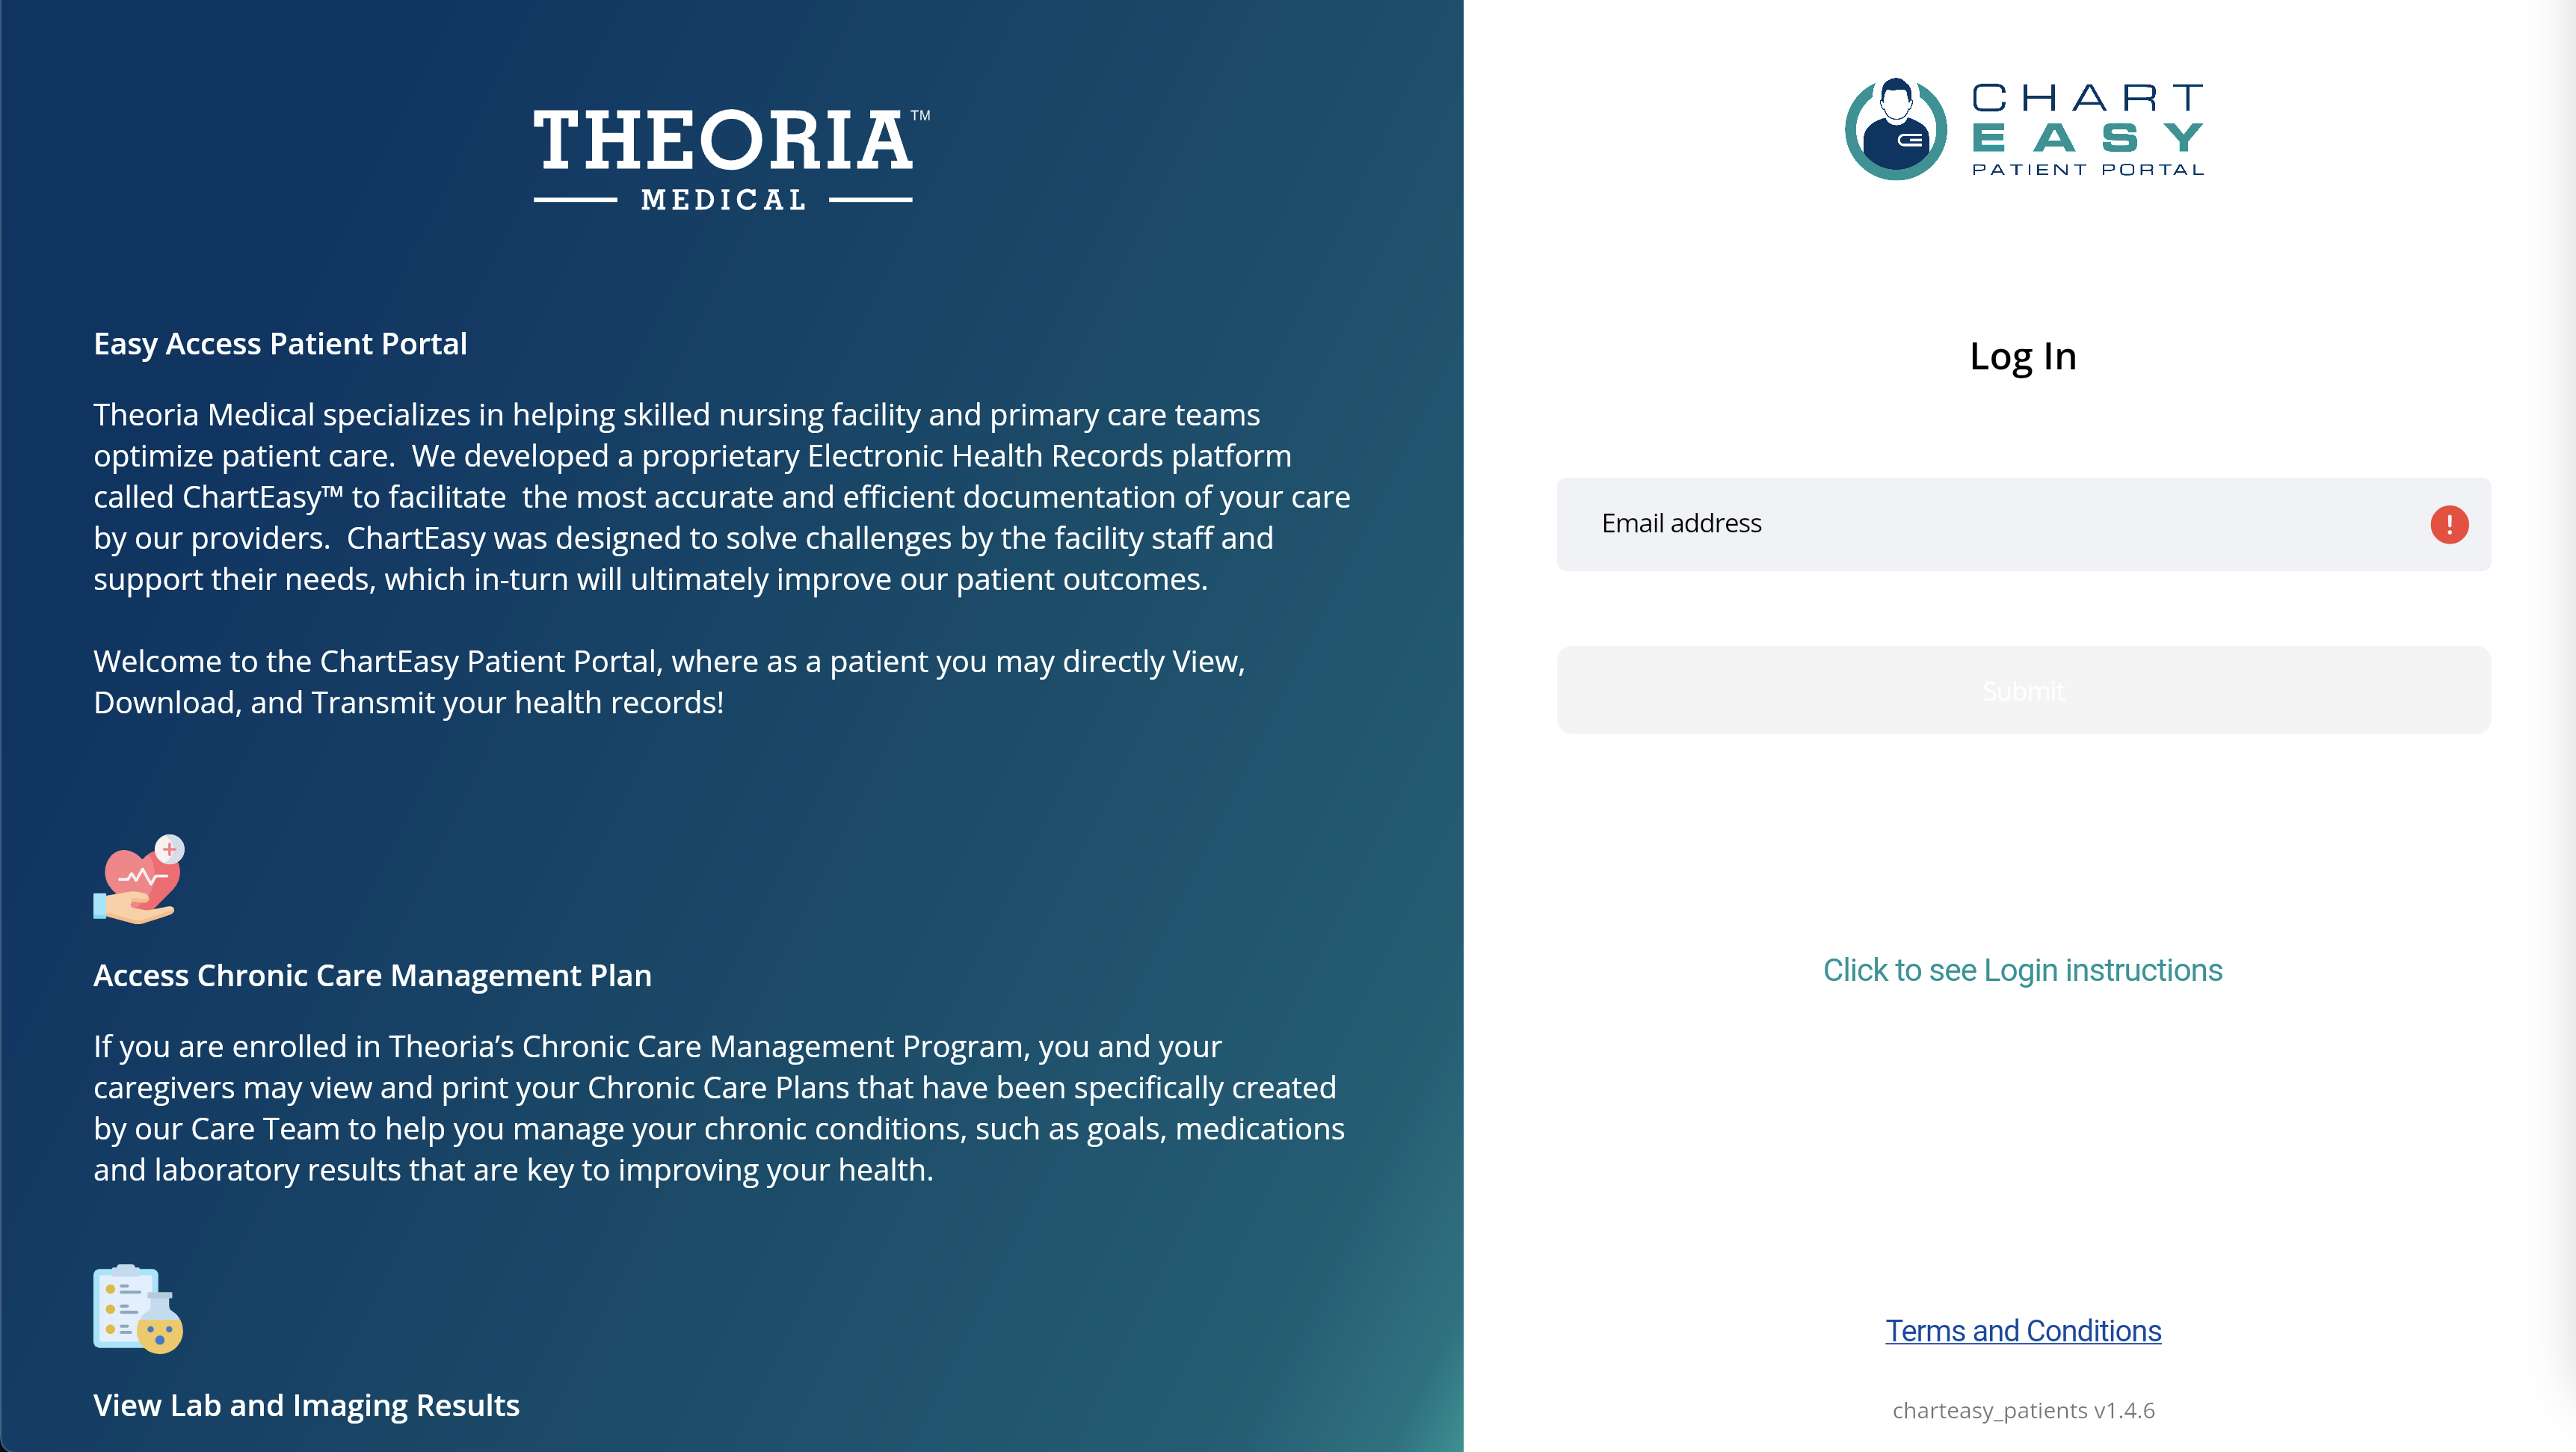 THEORIA™
MEDICAL
Easy Access Patient Portal
Theoria Medical specializes in helping skilled nursing facility and primary care teams
optimize patient care.  We developed a proprietary Electronic Health Records platform
called ChartEasy™ to facilitate  the most accurate and efficient documentation of your care
by our providers.  ChartEasy was designed to solve challenges by the facility staff and
support their needs, which in-turn will ultimately improve our patient outcomes.
Welcome to the ChartEasy Patient Portal, where as a patient you may directly View,
Download, and Transmit your health records!
Access Chronic Care Management Plan
If you are enrolled in Theoria’s Chronic Care Management Program, you and your
caregivers may view and print your Chronic Care Plans that have been specifically created
by our Care Team to help you manage your chronic conditions, such as goals, medications
and laboratory results that are key to improving your health.
View Lab and Imaging Results
CHART
EASY
PATIENT PORTAL
Log In
Email address
Submit
Click to see Login instructions
Terms and Conditions
charteasy_patients v1.4.6